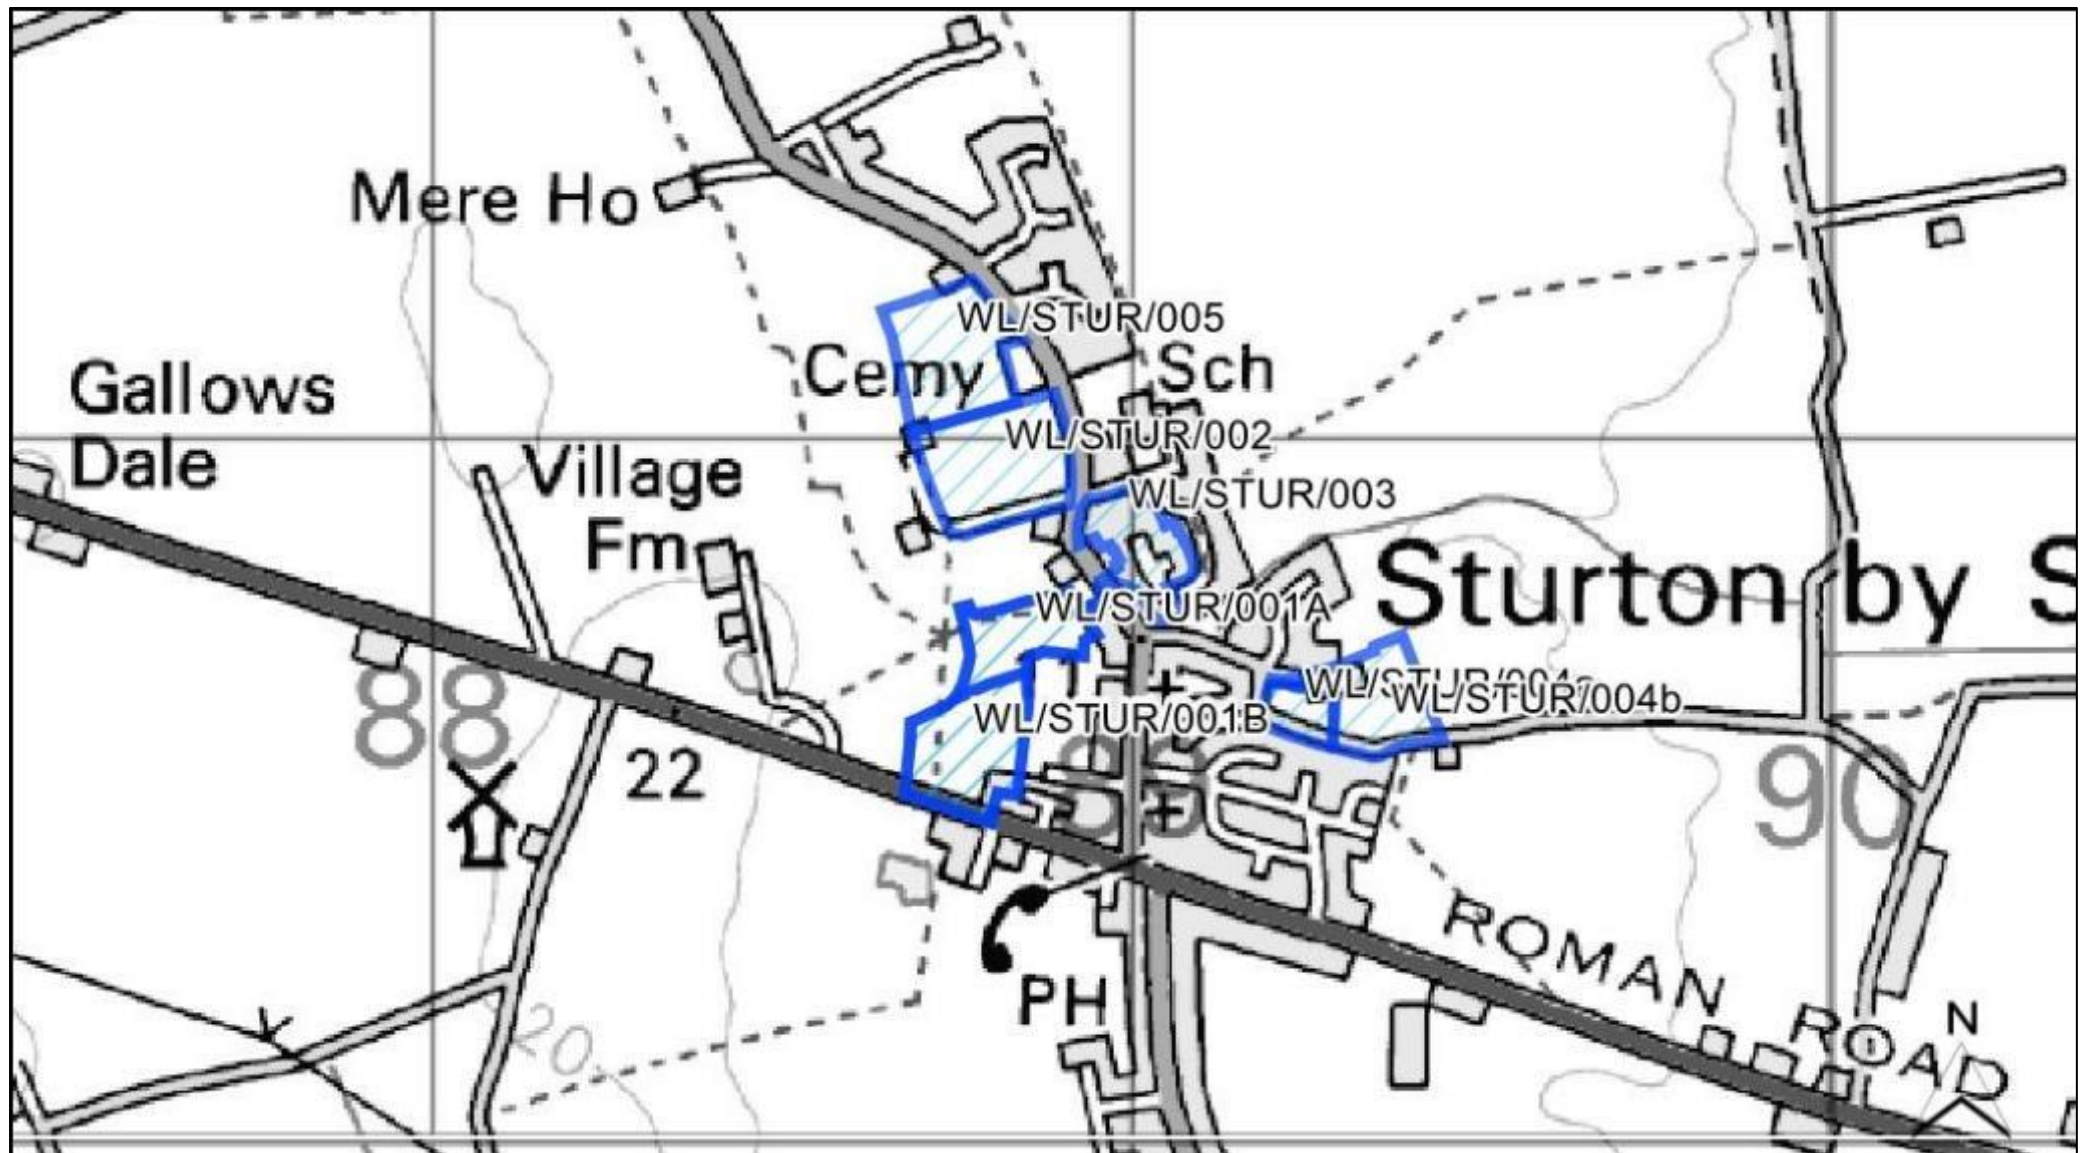 Mere Ho
WL/STUR/005
Cemy
Sch
Gallows
Dale
WL/STUR/002
Village
Fm
WL/STUR/003
Sturton by S
WL/STUR/001A
88
WL/STUR/004b
WL/STUR/001B
22
90
ROMAN ROAD
PH
N
20